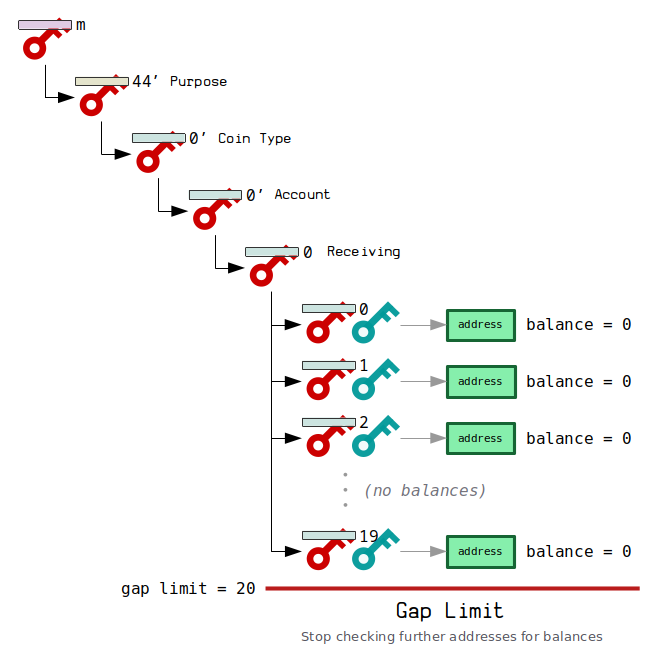 m
44’ Purpose
0’ Coin Type
0’ Account
0 Receiving
0 address balance = 0
1 address balance = 0
2 address balance = 0
(no balances)
19 address balance = 0
gap limit = 20
Gap Limit
Stop checking further addresses for balances